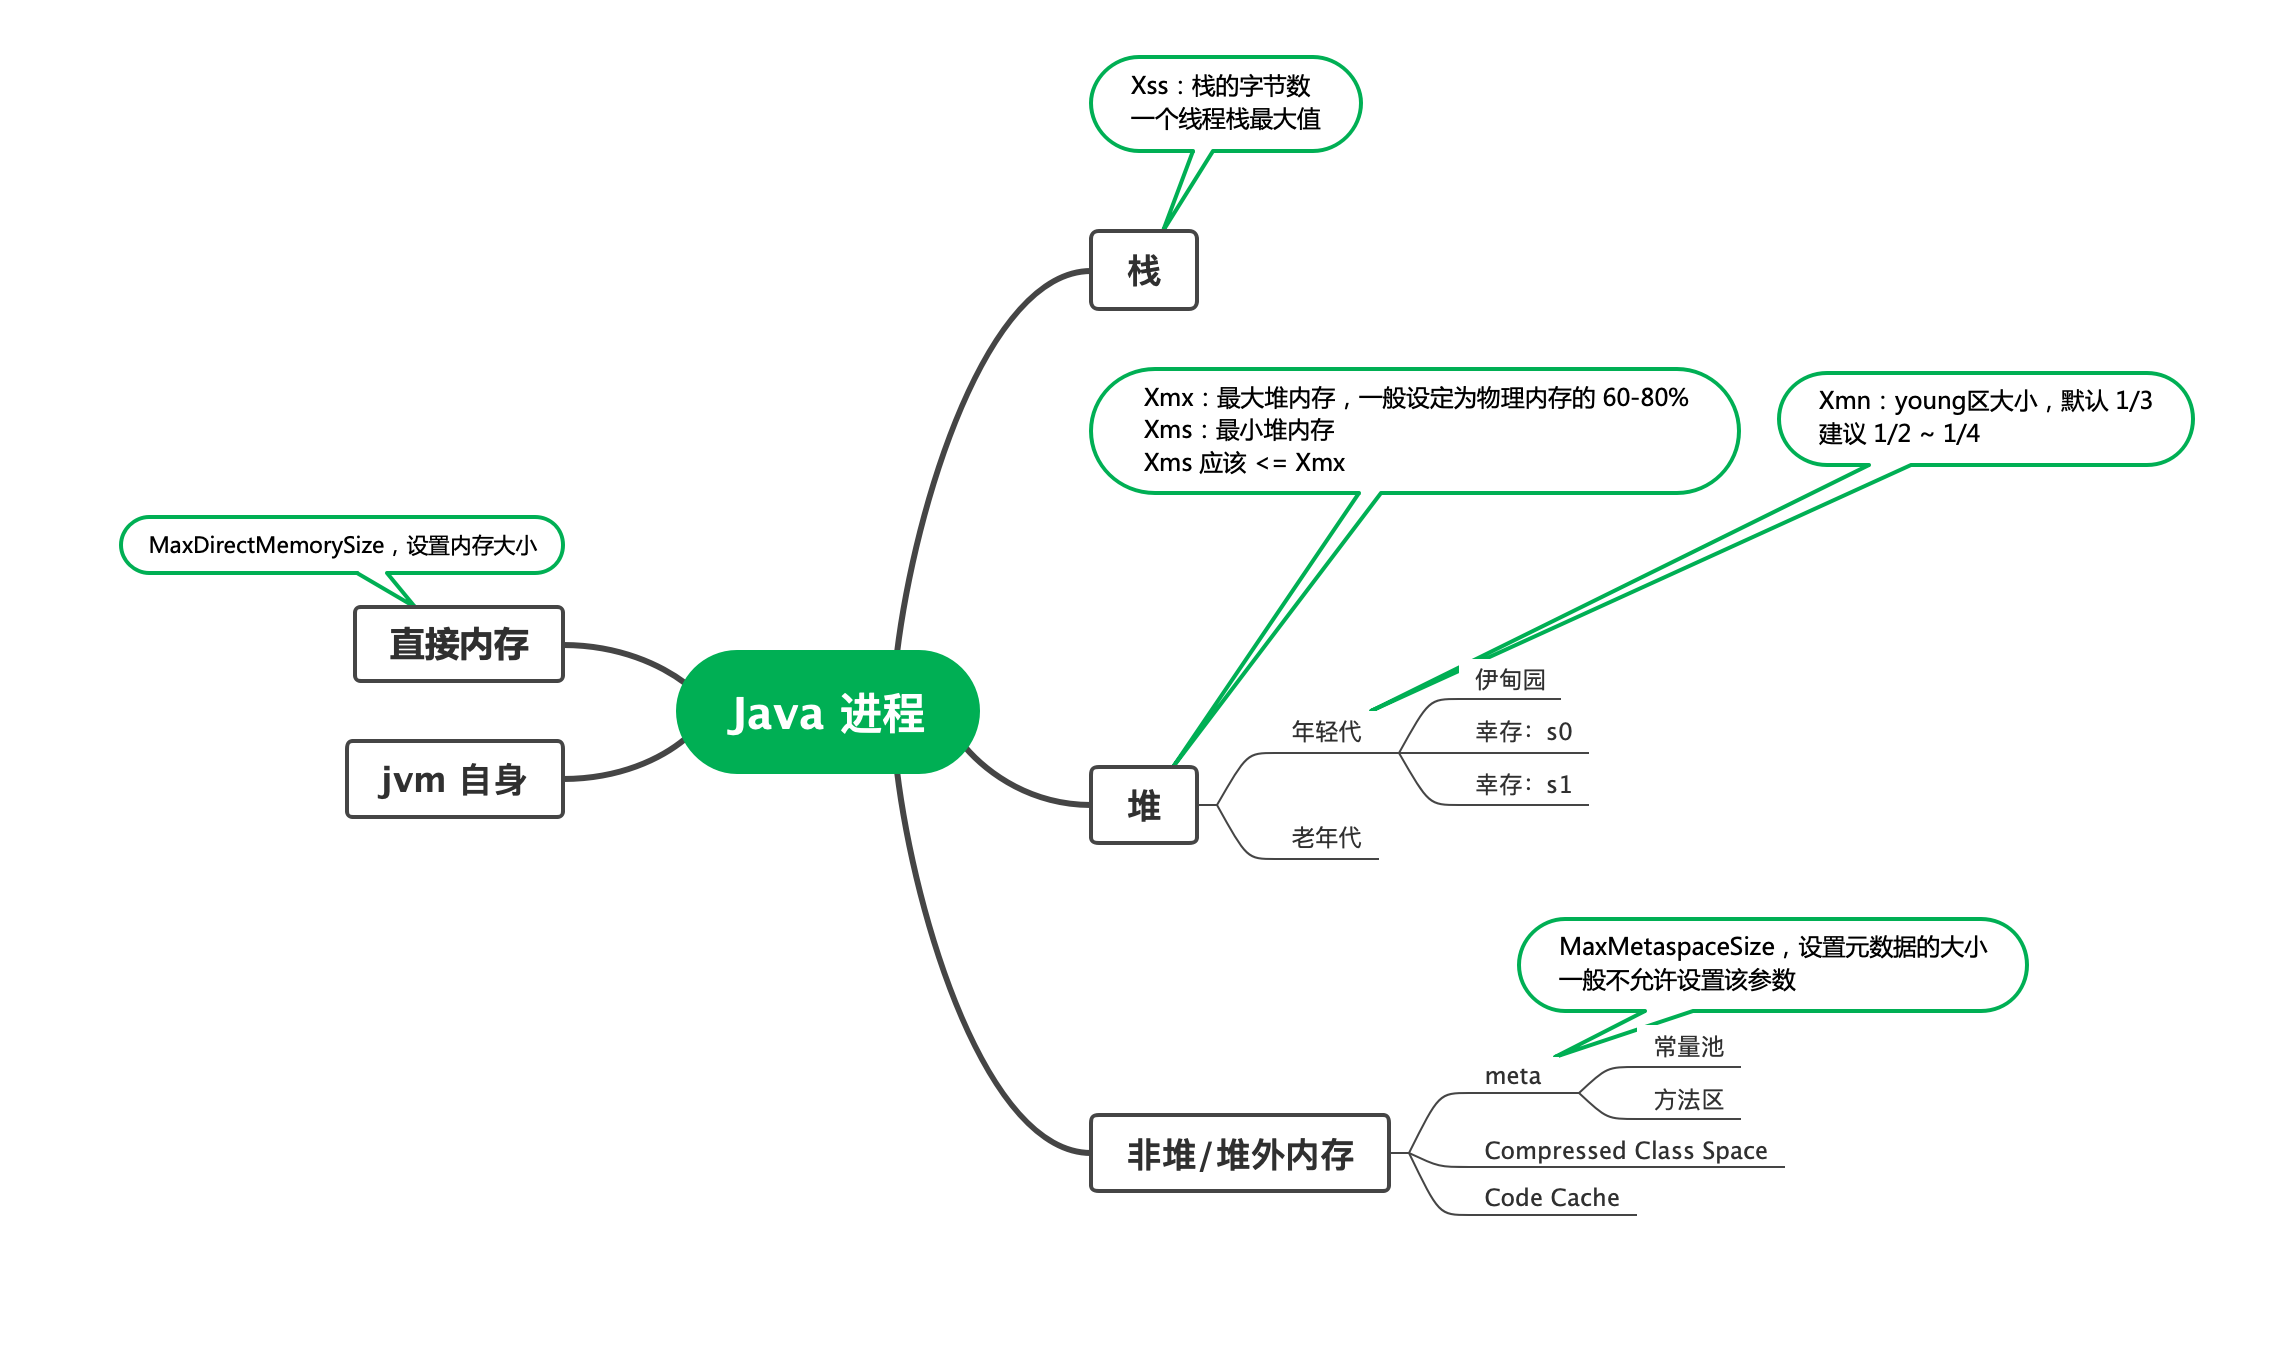 Xss：栈的字节数
一个线程栈最大值
栈
Xmx：最大堆内存，一般设定为物理内存的 60-80%
Xms：最小堆内存
Xms 应该 <= Xmx
Xmn：young区大小，默认 1/3
建议 1/2 ~ 1/4
MaxDirectMemorySize，设置内存大小
直接内存
Java 进程
jvm 自身
堆
年轻代
伊甸园
幸存：s0
幸存：s1
老年代
MaxMetaspaceSize，设置元数据的大小
一般不允许设置该参数
非堆/堆外内存
meta
常量池
方法区
Compressed Class Space
Code Cache